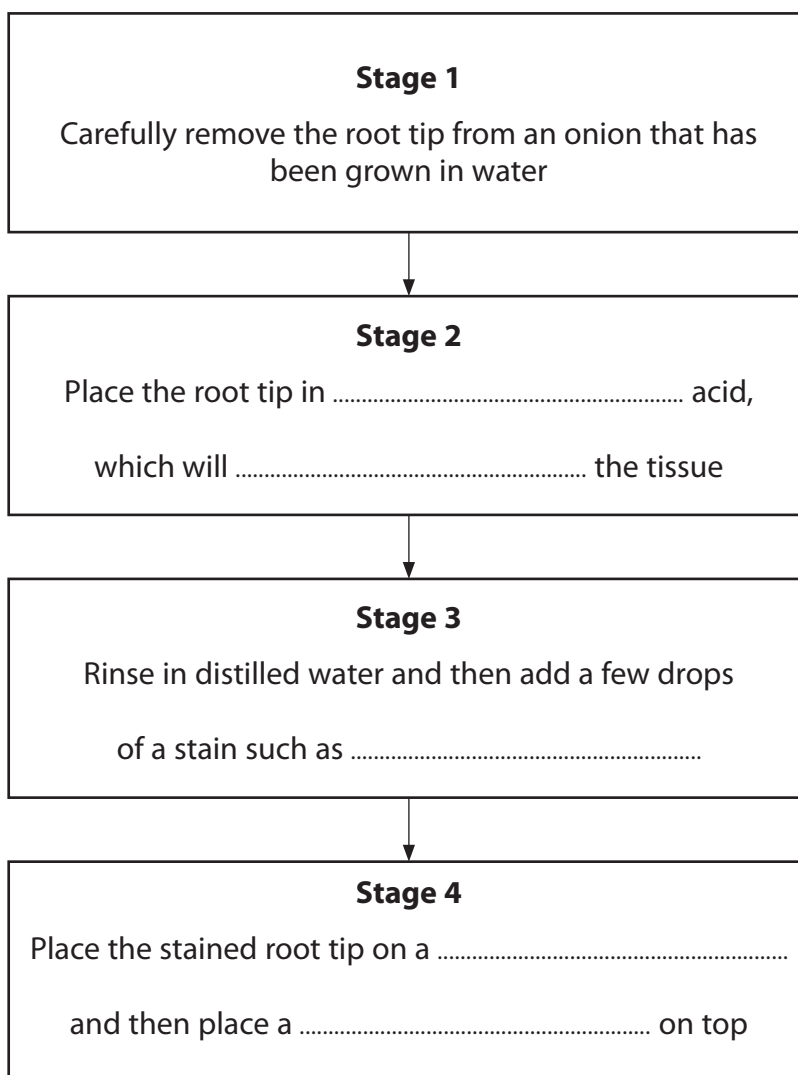 Stage 1
Carefully remove the root tip from an onion that has
been grown in water
Stage 2
Place the root tip in ............................................................ acid,
which will ............................................................ the tissue
Stage 3
Rinse in distilled water and then add a few drops
of a stain such as ............................................................
Stage 4
Place the stained root tip on a ............................................................
and then place a ............................................................ on top